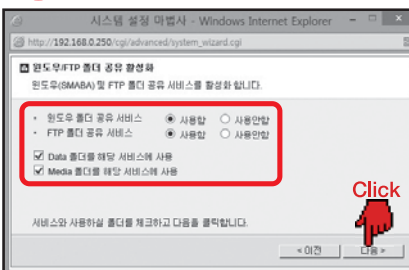 시스템 설정 마법사 - Windows Internet Explorer
http://192.168.0.250/cgi/advanced/system_wizard.cgi
윈도우/FTP 폴더 공유 활성화
윈도우(SMABA) 및 FTP 폴더 공유 서비스를 활성화 합니다.
· 윈도우 폴더 공유 서비스 사용함 사용안함
· FTP 폴더 공유 서비스 사용함 사용안함
Data 폴더를 해당 서비스에 사용
Media 폴더를 해당 서비스에 사용
Click
서비스와 사용하실 폴더를 체크하고 다음을 클릭합니다.
< 이전 다음 >